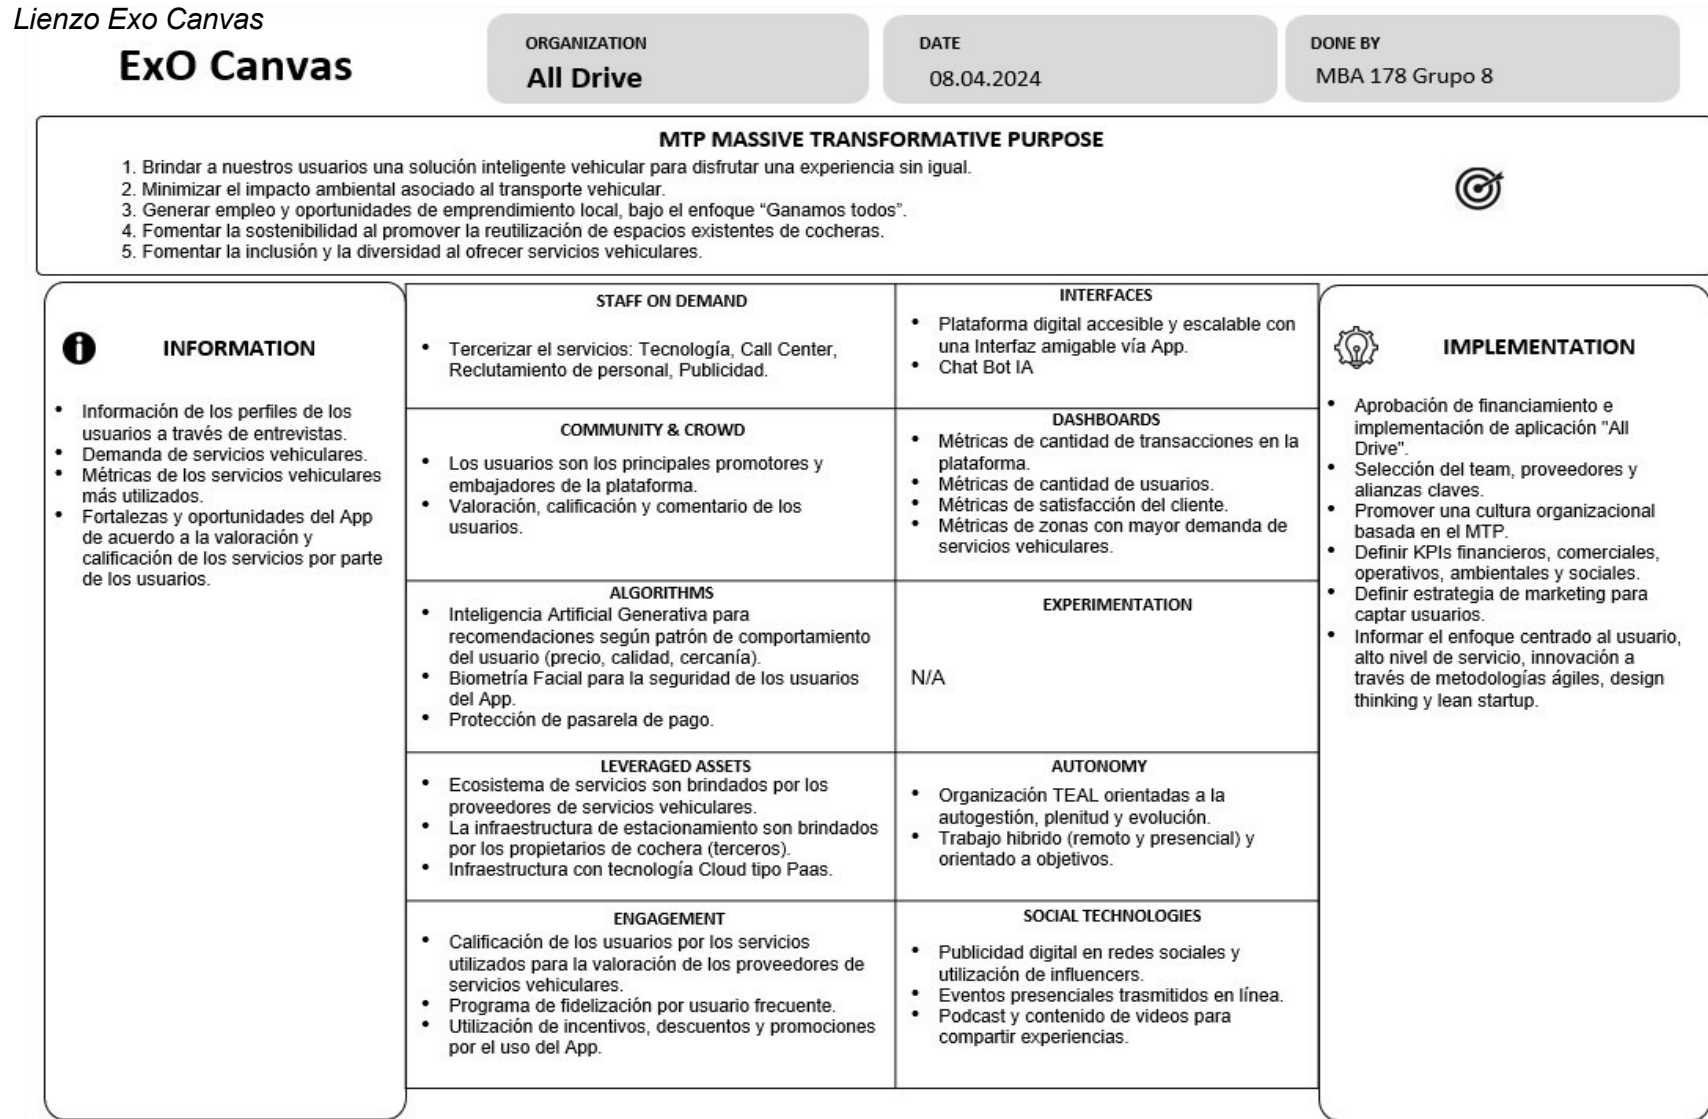 Lienzo Exo Canvas
ExO Canvas
ORGANIZATION
All Drive
DATE
08.04.2024
DONE BY
MBA 178 Grupo 8
MTP MASSIVE TRANSFORMATIVE PURPOSE
1. Brindar a nuestros usuarios una solución inteligente vehicular para disfrutar una experiencia sin igual.
2. Minimizar el impacto ambiental asociado al transporte vehicular.
3. Generar empleo y oportunidades de emprendimiento local, bajo el enfoque “Ganamos todos”.
4. Fomentar la sostenibilidad al promover la reutilización de espacios existentes de cocheras.
5. Fomentar la inclusión y la diversidad al ofrecer servicios vehiculares.
INFORMATION
• Información de los perfiles de los
usuarios a través de entrevistas.
• Demanda de servicios vehiculares.
• Métricas de los servicios vehiculares
más utilizados.
• Fortalezas y oportunidades del App
de acuerdo a la valoración y
calificación de los servicios por parte
de los usuarios.
STAFF ON DEMAND
• Tercerizar el servicios: Tecnología, Call Center,
Reclutamiento de personal, Publicidad.
COMMUNITY & CROWD
• Los usuarios son los principales promotores y
embajadores de la plataforma.
• Valoración, calificación y comentario de los
usuarios.
ALGORITHMS
• Inteligencia Artificial Generativa para
recomendaciones según patrón de comportamiento
del usuario (precio, calidad, cercanía).
• Biometría Facial para la seguridad de los usuarios
del App.
• Protección de pasarela de pago.
LEVERAGED ASSETS
• Ecosistema de servicios son brindados por los
proveedores de servicios vehiculares.
• La infraestructura de estacionamiento son brindados
por los propietarios de cochera (terceros).
• Infraestructura con tecnología Cloud tipo Paas.
ENGAGEMENT
• Calificación de los usuarios por los servicios
utilizados para la valoración de los proveedores de
servicios vehiculares.
• Programa de fidelización por usuario frecuente.
• Utilización de incentivos, descuentos y promociones
por el uso del App.
INTERFACES
• Plataforma digital accesible y escalable con
una Interfaz amigable vía App.
• Chat Bot IA
DASHBOARDS
• Métricas de cantidad de transacciones en la
plataforma.
• Métricas de cantidad de usuarios.
• Métricas de satisfacción del cliente.
• Métricas de zonas con mayor demanda de
servicios vehiculares.
EXPERIMENTATION
N/A
AUTONOMY
• Organización TEAL orientadas a la
autogestión, plenitud y evolución.
• Trabajo hibrido (remoto y presencial) y
orientado a objetivos.
SOCIAL TECHNOLOGIES
• Publicidad digital en redes sociales y
utilización de influencers.
• Eventos presenciales trasmitidos en línea.
• Podcast y contenido de videos para
compartir experiencias.
IMPLEMENTATION
• Aprobación de financiamiento e
implementación de aplicación "All
Drive".
• Selección del team, proveedores y
alianzas claves.
• Promover una cultura organizacional
basada en el MTP.
• Definir KPIs financieros, comerciales,
operativos, ambientales y sociales.
• Definir estrategia de marketing para
captar usuarios.
• Informar el enfoque centrado al usuario,
alto nivel de servicio, innovación a
través de metodologías ágiles, design
thinking y lean startup.